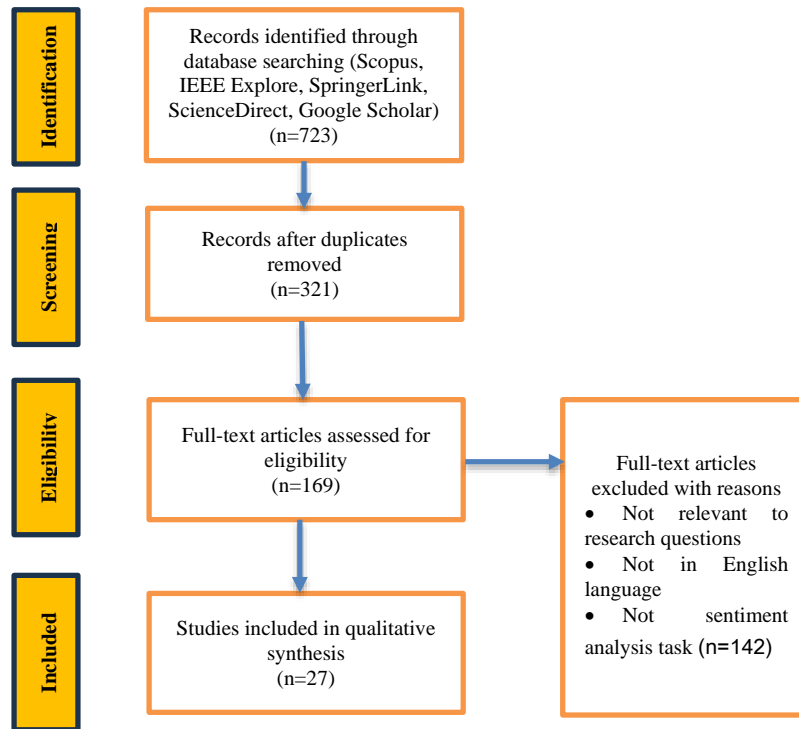 Identification
Records identified through
database searching (Scopus,
IEEE Explore, SpringerLink,
ScienceDirect, Google Scholar)
(n=723)
Screening
Records after duplicates
removed
(n=321)
Eligibility
Full-text articles assessed for
eligibility
(n=169)
Full-text articles
excluded with reasons
• Not relevant to
research questions
• Not in English
language
• Not sentiment
analysis task (n=142)
Included
Studies included in qualitative
synthesis
(n=27)